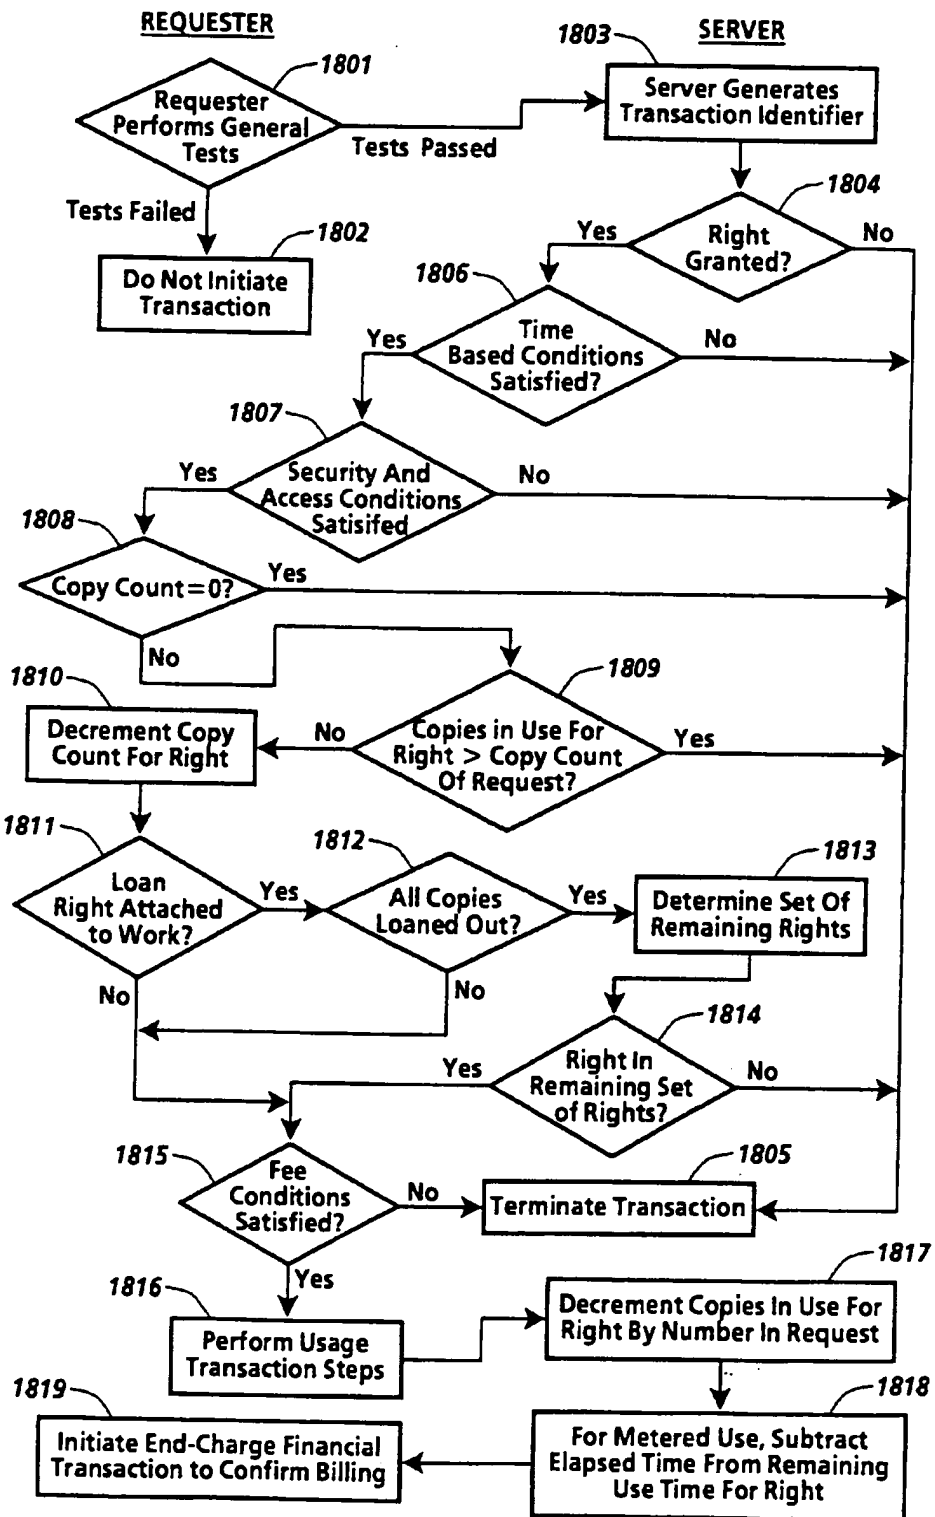 REQUESTER
SERVER
1801
1803
Requester
Performs General
Tests
Server Generates
Transaction Identifier
Tests Passed
Tests Failed
1802
Do Not Initiate
Transaction
1804
Right
Granted?
Yes
No
1806
Time
Based Conditions
Satisfied?
Yes
No
1807
Security And
Access Conditions
Satisifed
Yes
No
1808
Copy Count=0?
Yes
No
1809
Copies in Use For
Right > Copy Count
Of Request?
No
Yes
1810
Decrement Copy
Count For Right
1811
Loan
Right Attached
to Work?
Yes
No
1812
All Copies
Loaned Out?
Yes
No
1813
Determine Set Of
Remaining Rights
1814
Right In
Remaining Set
of Rights?
Yes
No
1815
Fee
Conditions
Satisfied?
No
Yes
1805
Terminate Transaction
1816
Perform Usage
Transaction Steps
1817
Decrement Copies In Use For
Right By Number In Request
1818
For Metered Use, Subtract
Elapsed Time From Remaining
Use Time For Right
1819
Initiate End-Charge Financial
Transaction to Confirm Billing